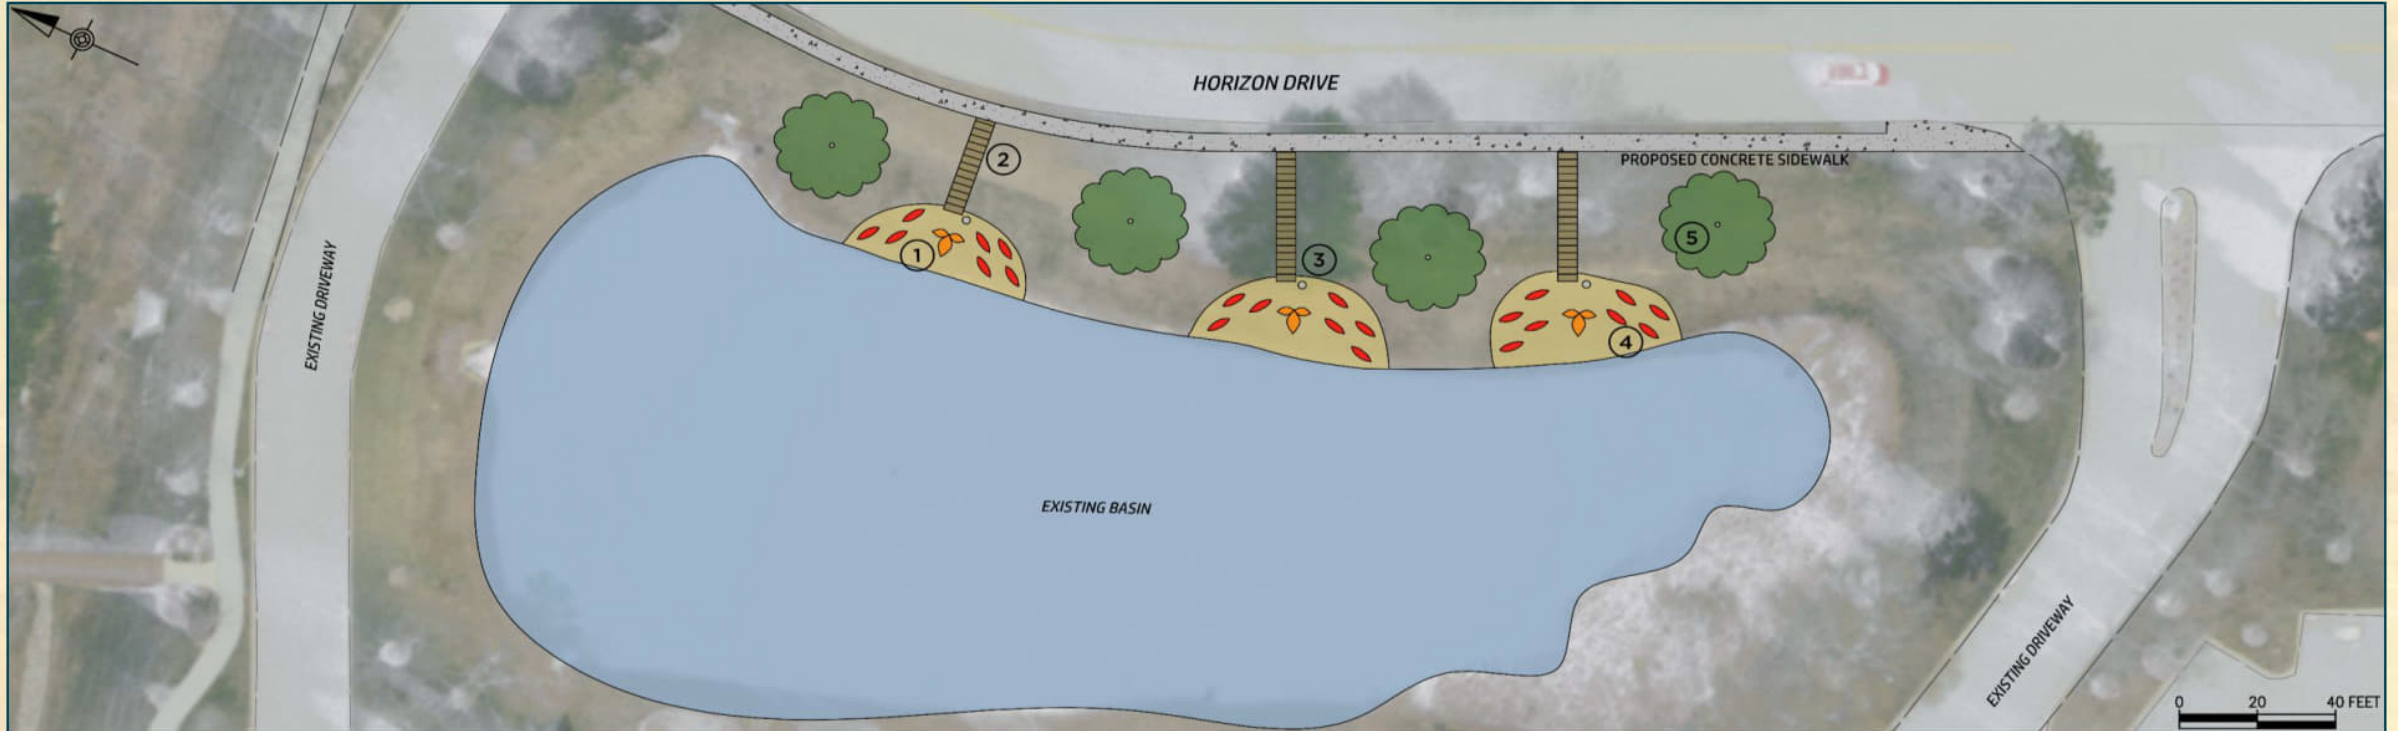 HORIZON DRIVE
PROPOSED CONCRETE SIDEWALK
2
1
5
3
4
EXISTING DRIVEWAY
EXISTING BASIN
EXISTING DRIVEWAY
0 20 40 FEET